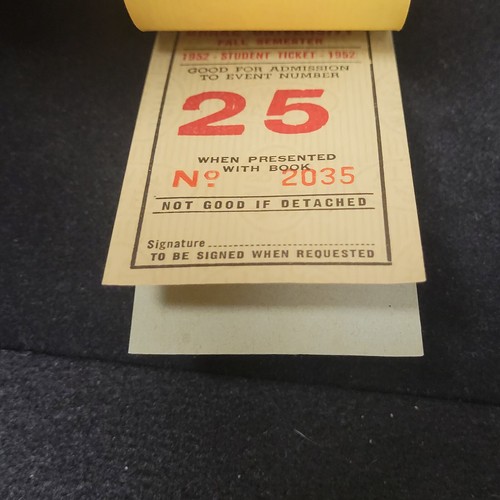 FALL SEMESTER
1952 - STUDENT TICKET - 1952
GOOD FOR ADMISSION
TO EVENT NUMBER
25
WHEN PRESENTED
WITH BOOK
Nº 2035
NOT GOOD IF DETACHED
Signature
TO BE SIGNED WHEN REQUESTED